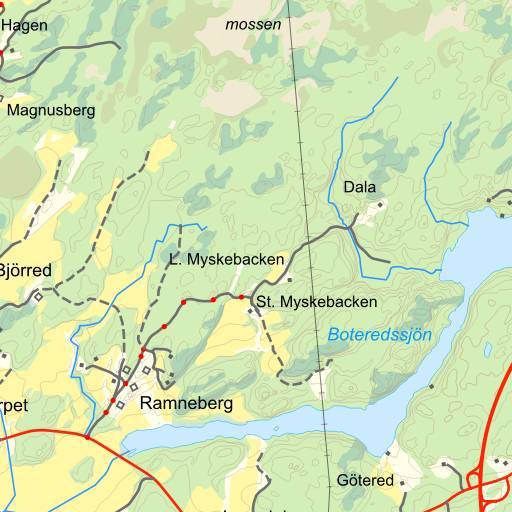 mossen
Hagen
Magnusberg
Dala
L. Myskebacken
Björred
St. Myskebacken
Boteredssjön
Ramneberg
rpet
Götered